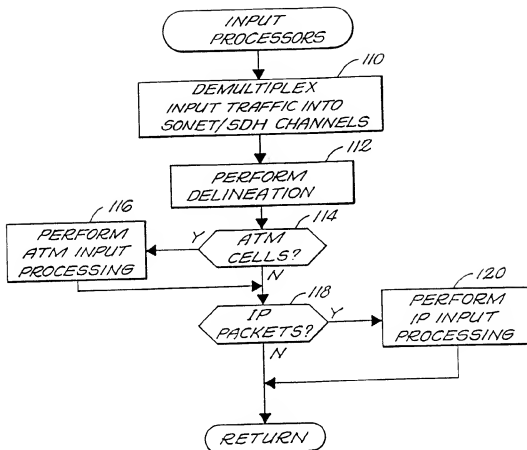 INPUT
PROCESSORS
110
DEMULTIPLEX
INPUT TRAFFIC INTO
SONET/SDH CHANNELS
112
PERFORM
DELINEATION
114
ATM
CELLS?
Y
N
116
PERFORM
ATM INPUT
PROCESSING
118
IP
PACKETS?
Y
N
120
PERFORM
IP INPUT
PROCESSING
RETURN